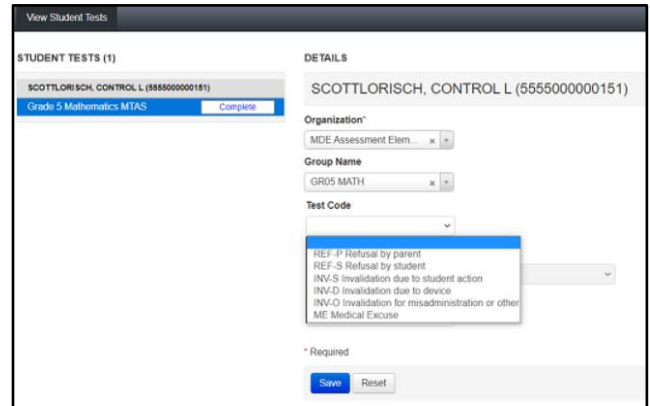 View Student Tests
STUDENT TESTS (1)
SCOTTLORISCH, CONTROL L (5555000000151)
Grade 5 Mathematics MTAS Complete
DETAILS
SCOTTLORISCH, CONTROL L (5555000000151)
Organization*
MDE Assessment Elem...
Group Name
GR05 MATH
Test Code
REF-P Refusal by parent
REF-S Refusal by student
INV-S Invalidation due to student action
INV-D Invalidation due to device
INV-O Invalidation for misadministration or other
ME Medical Excuse
* Required
Save Reset